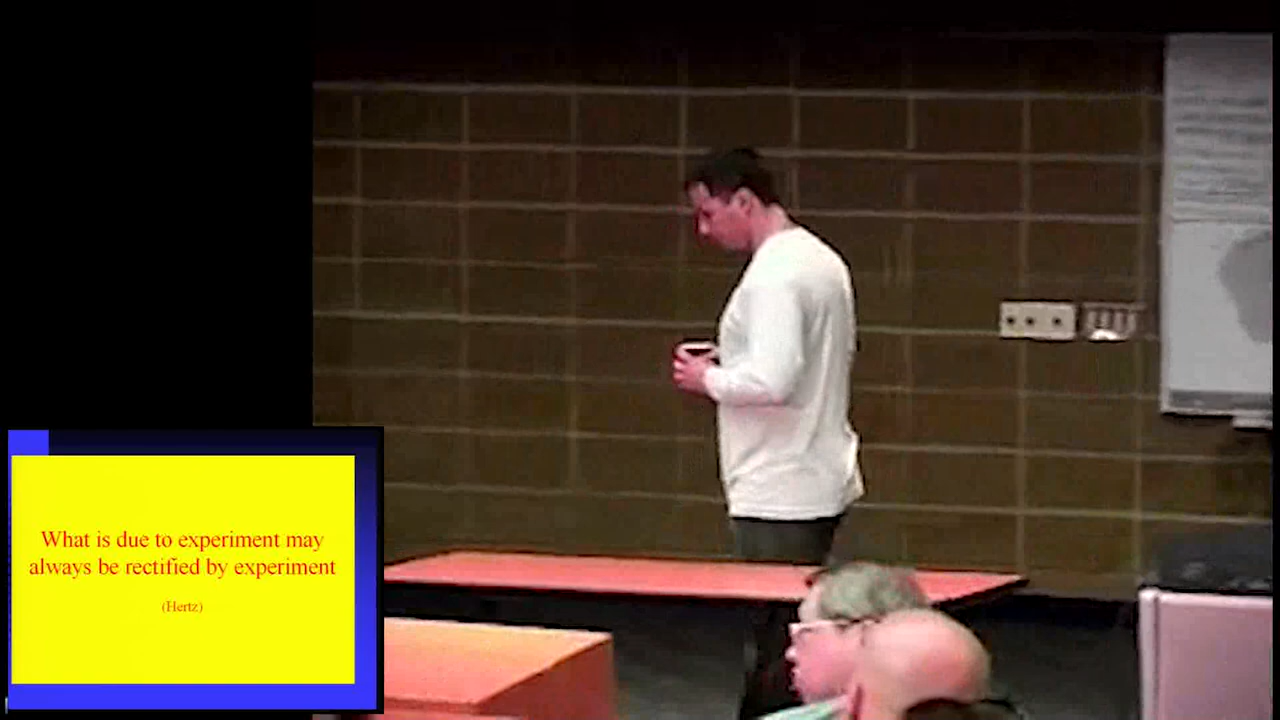 What is due to experiment may
always be rectified by experiment
(Hertz)